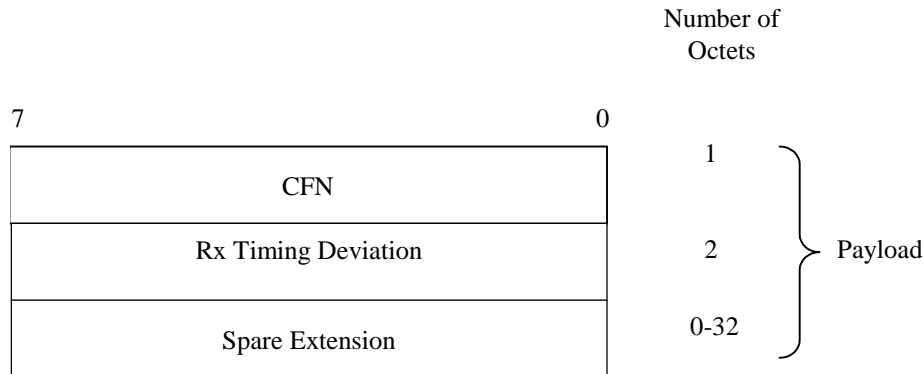 Number of
Octets
7
0
CFN
1
Rx Timing Deviation
2
Payload
Spare Extension
0-32